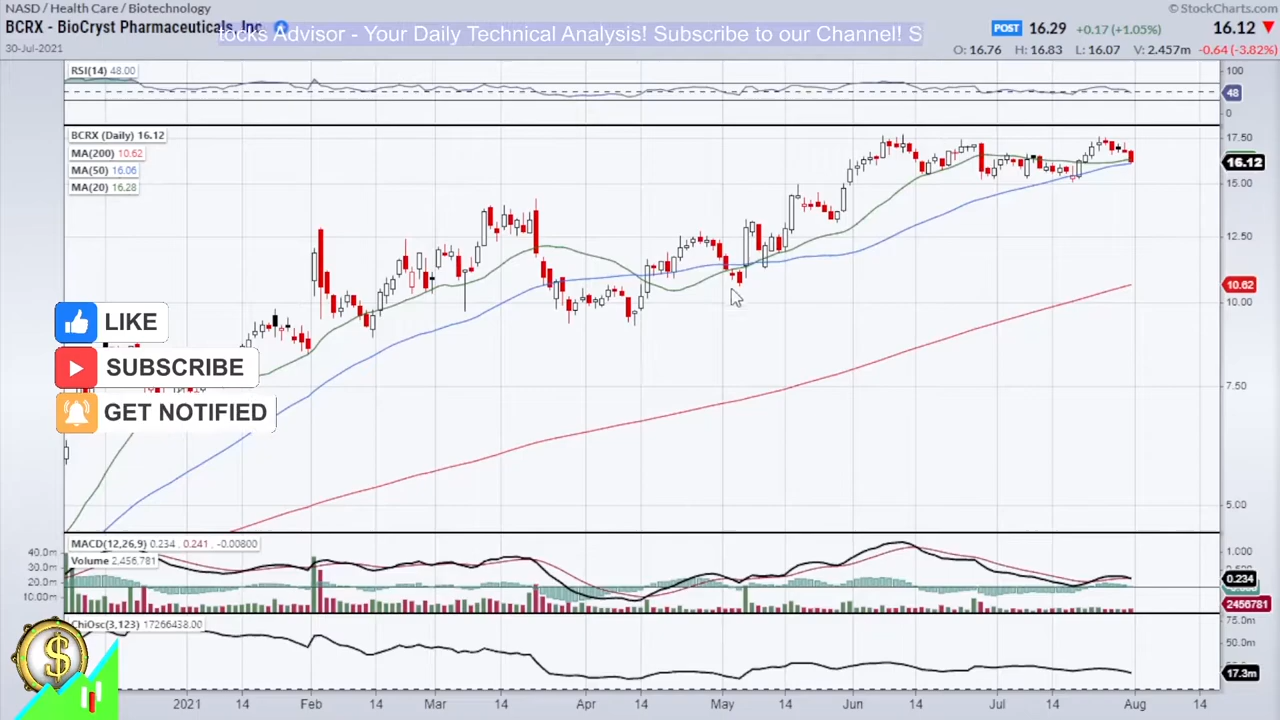 NASD / Health Care / Biotechnology
© StockCharts.com
BCRX - BioCryst Pharmaceuticals, Inc
locks Advisor - Your Daily Technical Analysis! Subscribe to our Channel! S
POST 16.29 +0.17 (+1.05%) 16.12
30-Jul-2021
O: 16.76 H: 16.83 L: 16.07 V: 2.457m -0.64 (-3.82%)
RSI(14) 48.00
100
48
0
BCRX (Daily) 16.12
MA(200) 10.62
MA(50) 16.06
MA(20) 16.28
17.50
16.12
15.00
12.50
10.62
10.00
7.50
5.00
LIKE
SUBSCRIBE
GET NOTIFIED
MACD(12,26,9) 0.234 , 0.241 , -0.00800
Volume 2,456,781
40.0m
30.0m
20.0m
10.00m
1.000
0.234
2456781
ChiOsc(3,123) 17266438.00
75.0m
50.0m
17.3m
$
2021 Feb 14 Mar 14 Apr 14 May 14 Jun 14 Jul 14 Aug 14